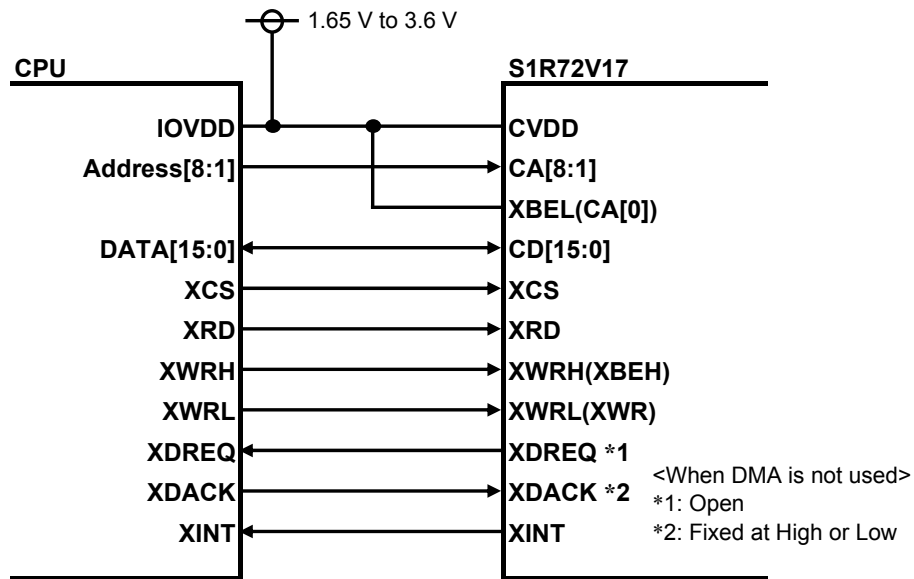 1.65 V to 3.6 V
CPU
S1R72V17
IOVDD
CVDD
Address[8:1]
CA[8:1]
XBEL(CA[0])
DATA[15:0]
CD[15:0]
XCS
XCS
XRD
XRD
XWRH
XWRH(XBEH)
XWRL
XWRL(XWR)
XDREQ
XDREQ *1
XDACK
XDACK *2
XINT
XINT
<When DMA is not used>
*1: Open
*2: Fixed at High or Low